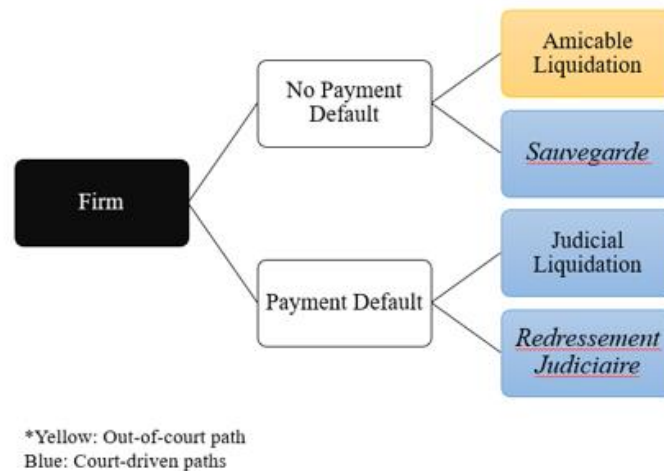 Firm
No Payment
Default
Payment Default
Amicable
Liquidation
Sauvegarde
Judicial
Liquidation
Redressement
Judiciaire
*Yellow: Out-of-court path
Blue: Court-driven paths